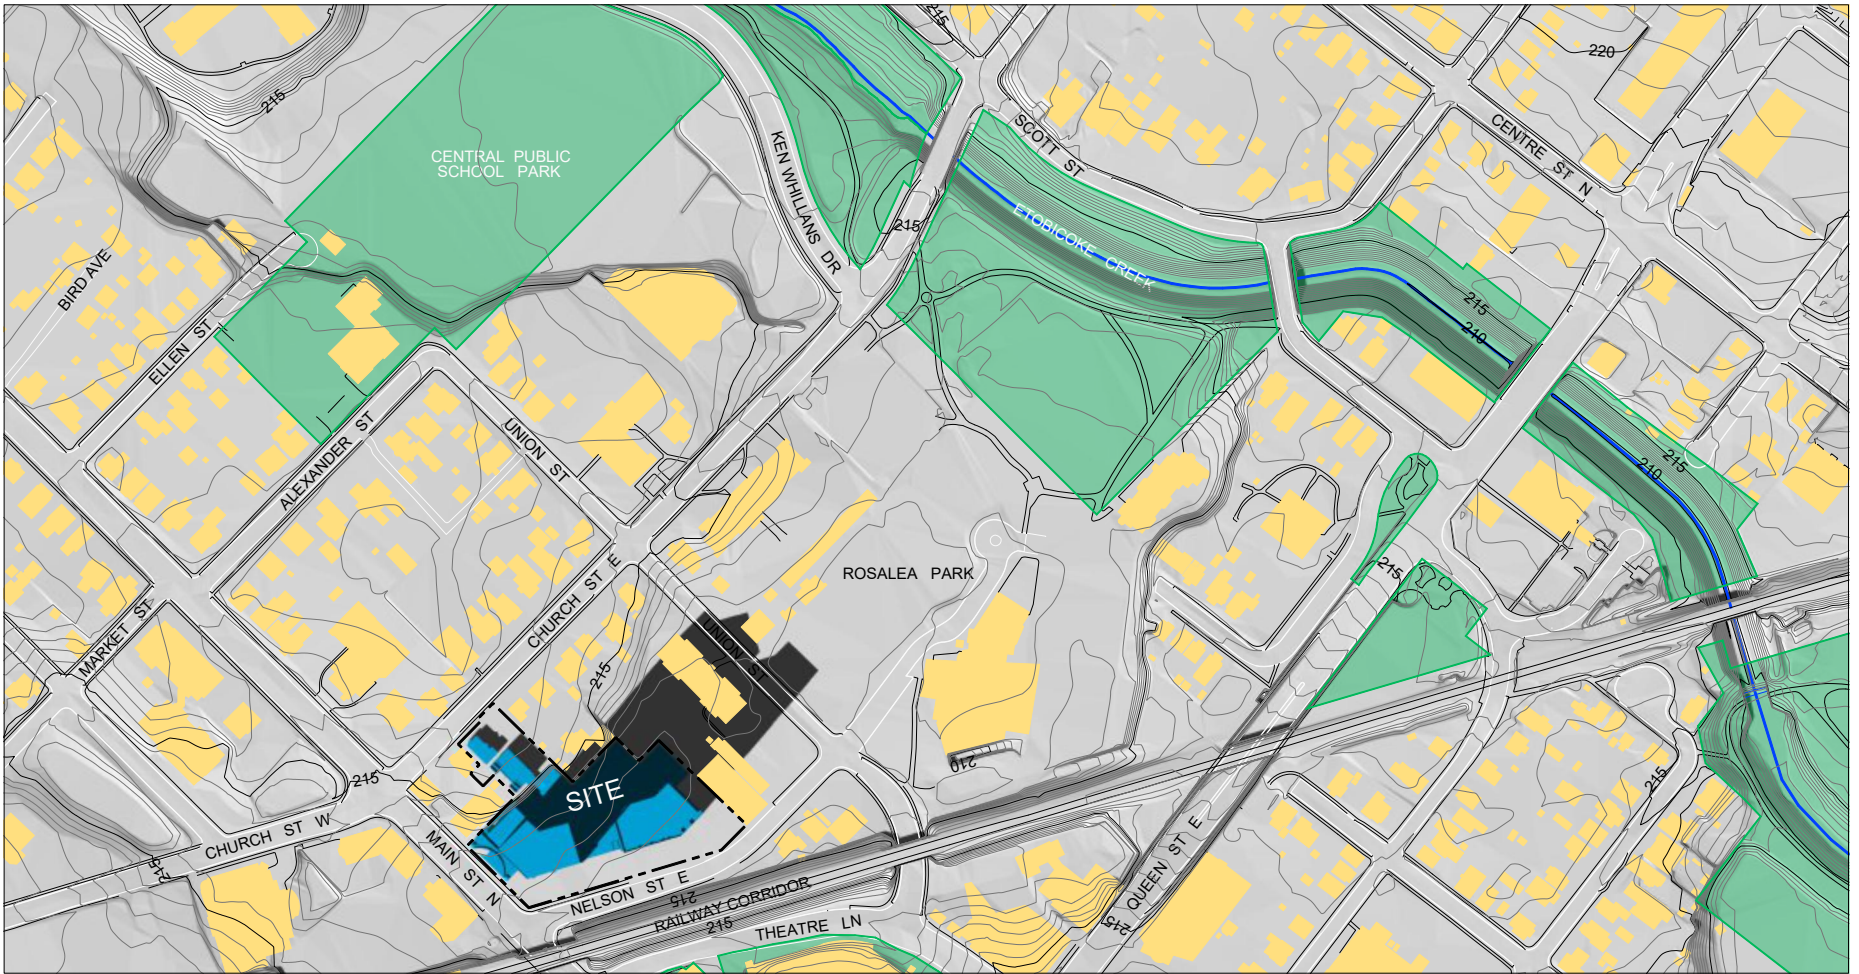 215
220
215
CENTRAL PUBLIC
SCHOOL PARK
KEN WHILLANS DR
SCOTT ST
CENTRE ST N
215
ETOBICOKE CREEK
BIRD AVE
215
210
ELLEN ST
ALEXANDER ST
UNION ST
215
210
CHURCH ST E
ROSALEA PARK
215
MARKET ST
UNION ST
215
215
SITE
210
215
CHURCH ST W
MAIN ST N
215
NELSON ST E
215
RAILWAY CORRIDOR
215
THEATRE LN
QUEEN ST E
215